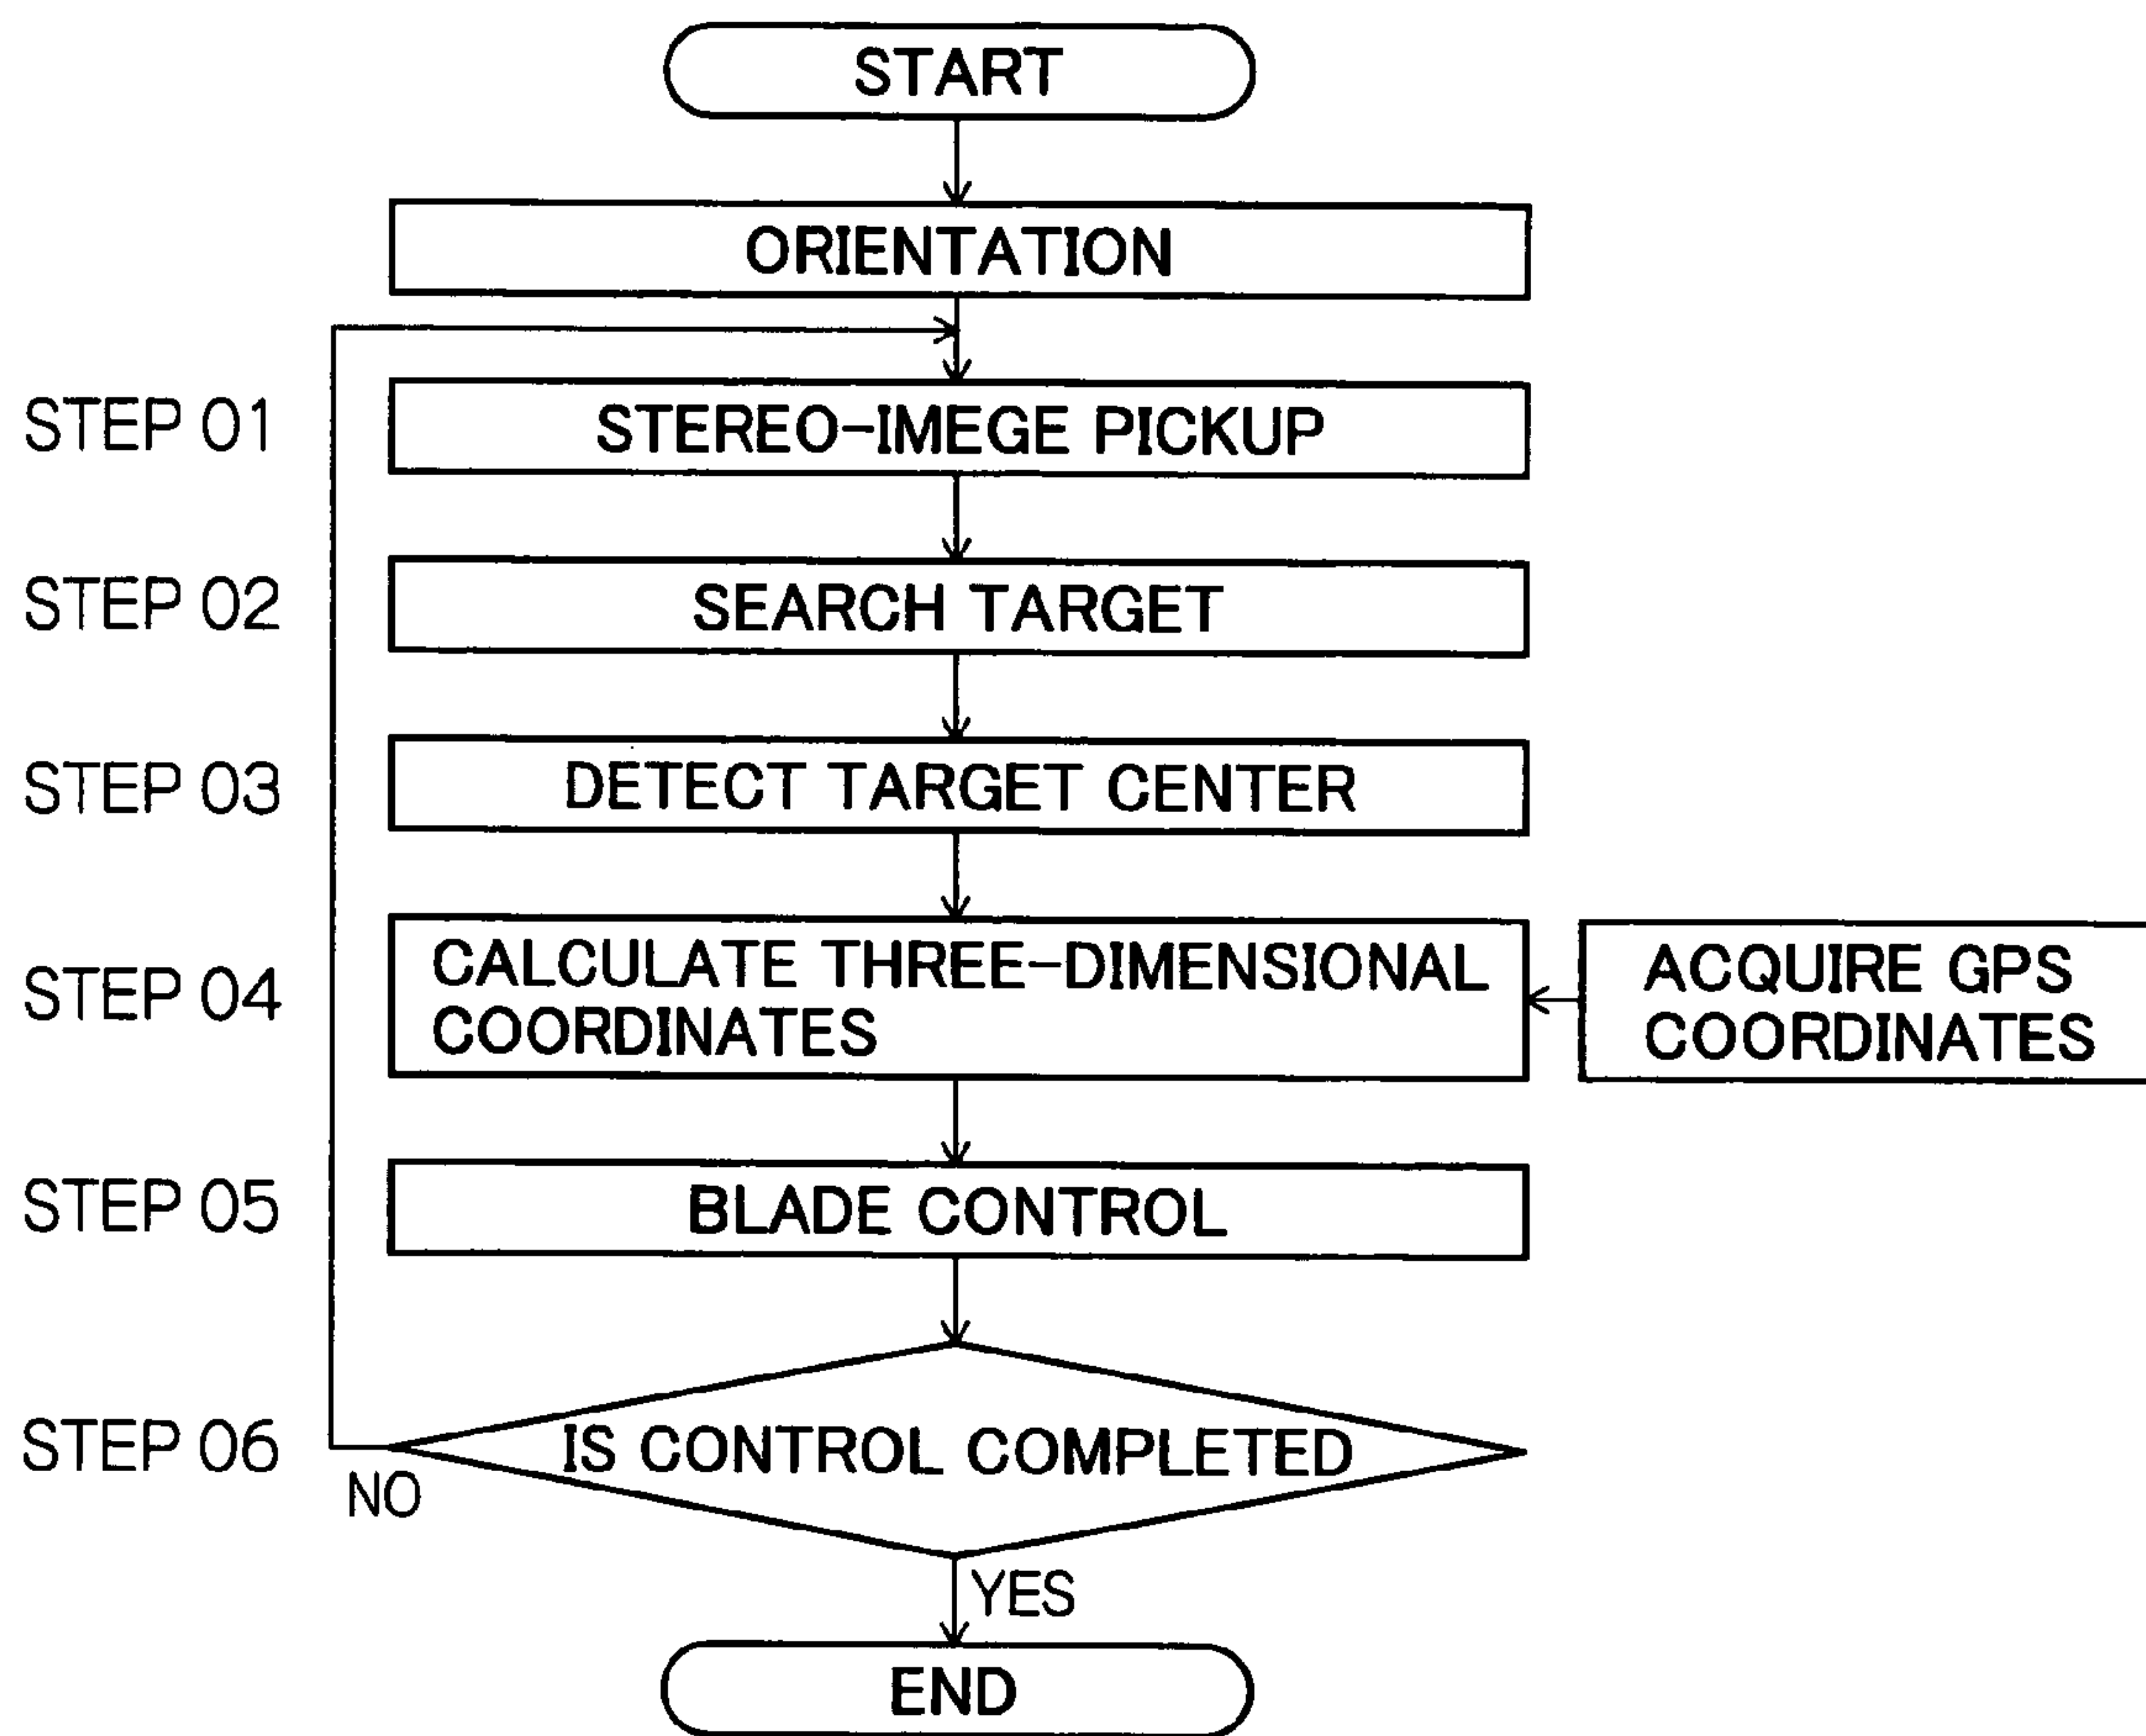 START
ORIENTATION
STEP 01
STEREO-IMEGE PICKUP
STEP 02
SEARCH TARGET
STEP 03
DETECT TARGET CENTER
STEP 04
CALCULATE THREE-DIMENSIONAL
COORDINATES
ACQUIRE GPS
COORDINATES
STEP 05
BLADE CONTROL
STEP 06
IS CONTROL COMPLETED
NO
YES
END